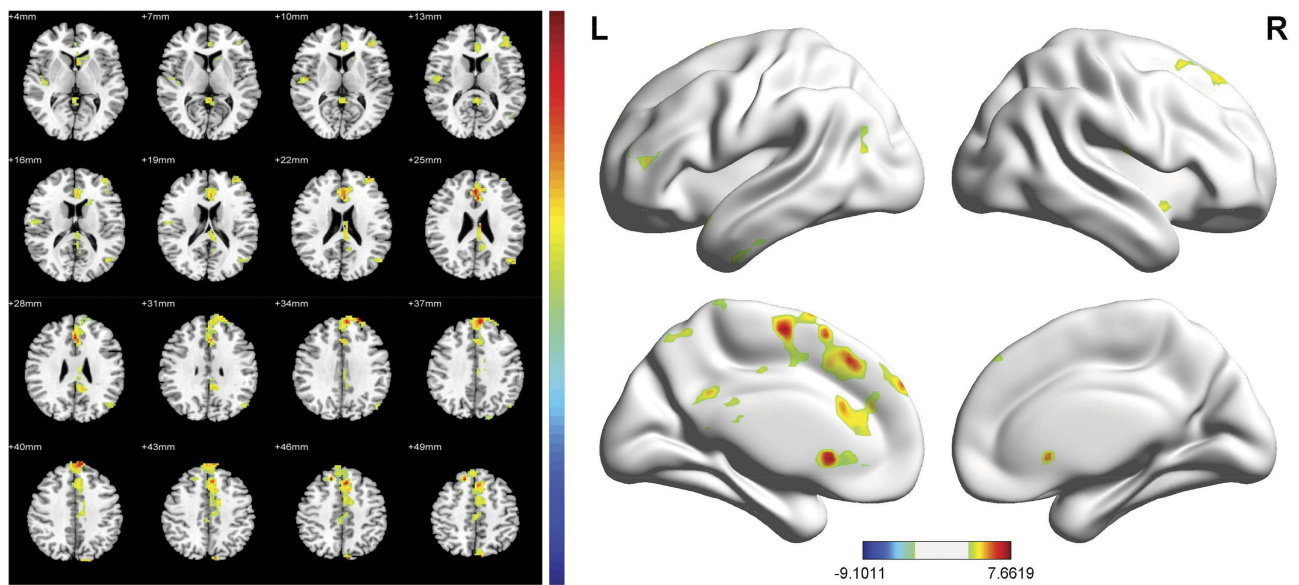 +4mm +7mm +10mm +13mm
+16mm +19mm +22mm +25mm
+28mm +31mm +34mm +37mm
+40mm +43mm +46mm +49mm
L R
-9.1011 7.6619